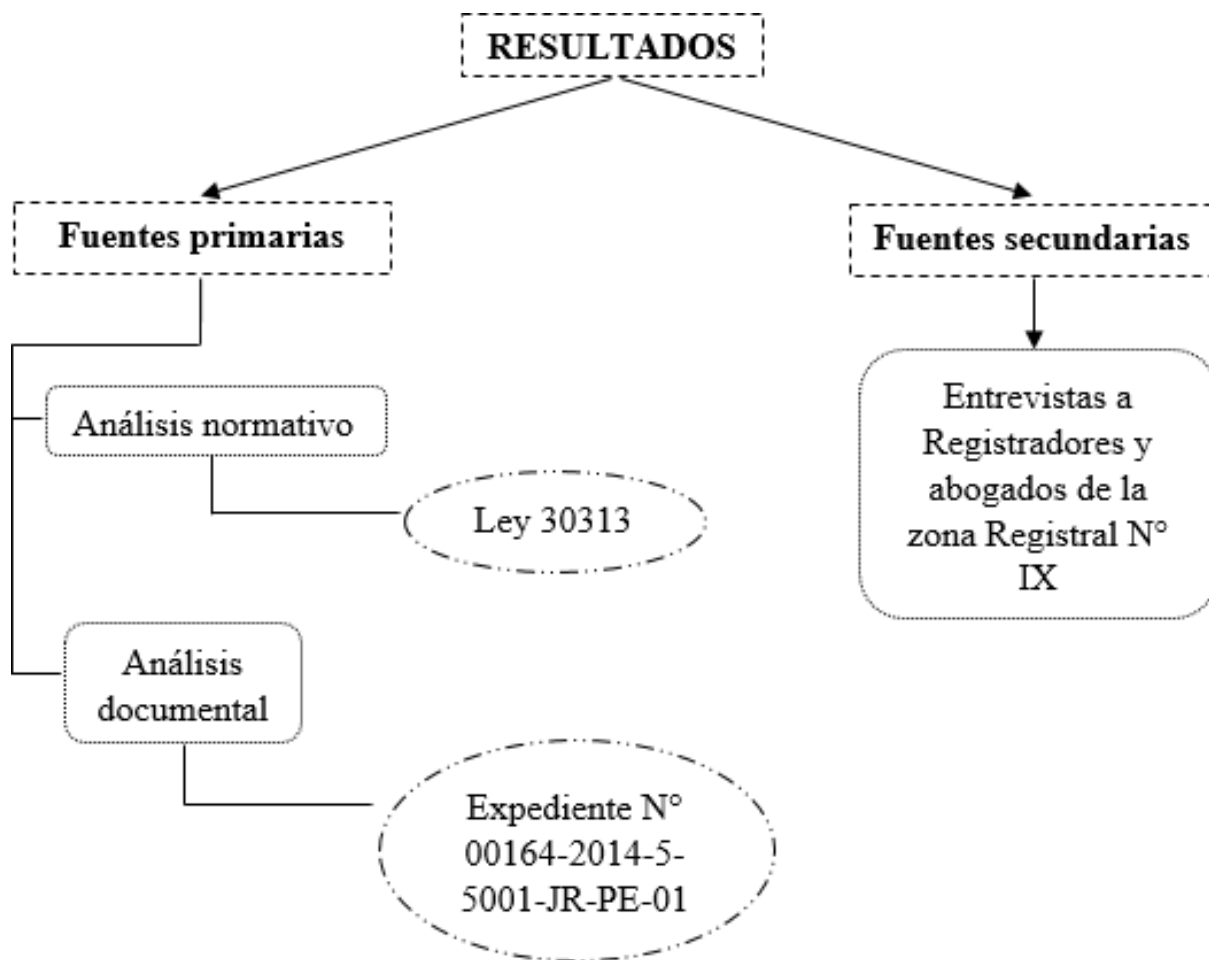 RESULTADOS
Fuentes primarias
Fuentes secundarias
Análisis normativo
Ley 30313
Análisis
documental
Expediente N°
00164-2014-5-
5001-JR-PE-01
Entrevistas a
Registradores y
abogados de la
zona Registral N°
IX